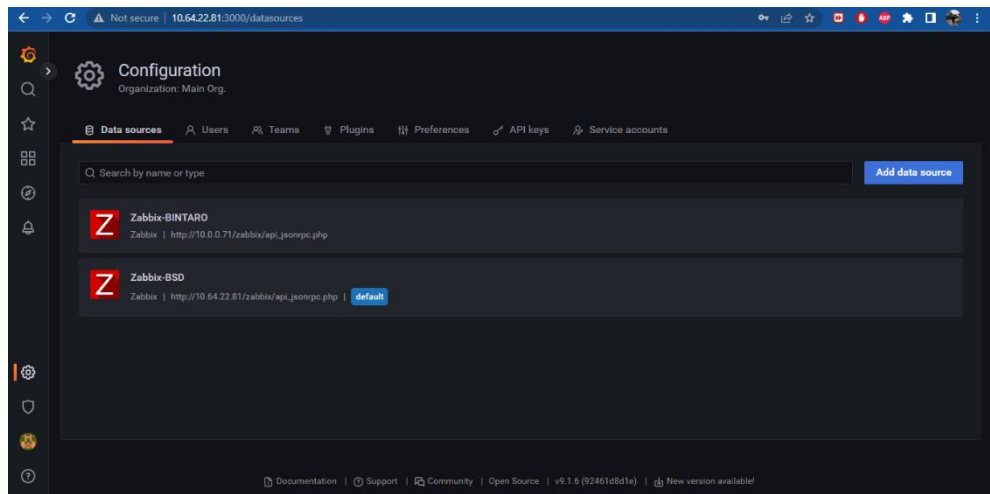 Not secure | 10.64.22.81:3000/datasources
Configuration
Organization: Main Org.
Data sources Users Teams Plugins Preferences API keys Service accounts
Search by name or type Add data source
Z Zabbix-BINTARO
Zabbix | http://10.0.0.71/zabbix/api_jsonrpc.php
Z Zabbix-BSD
Zabbix | http://10.64.22.81/zabbix/api_jsonrpc.php | default
Documentation | Support | Community | Open Source | v9.1.6 (92461d8d1e) | New version available!